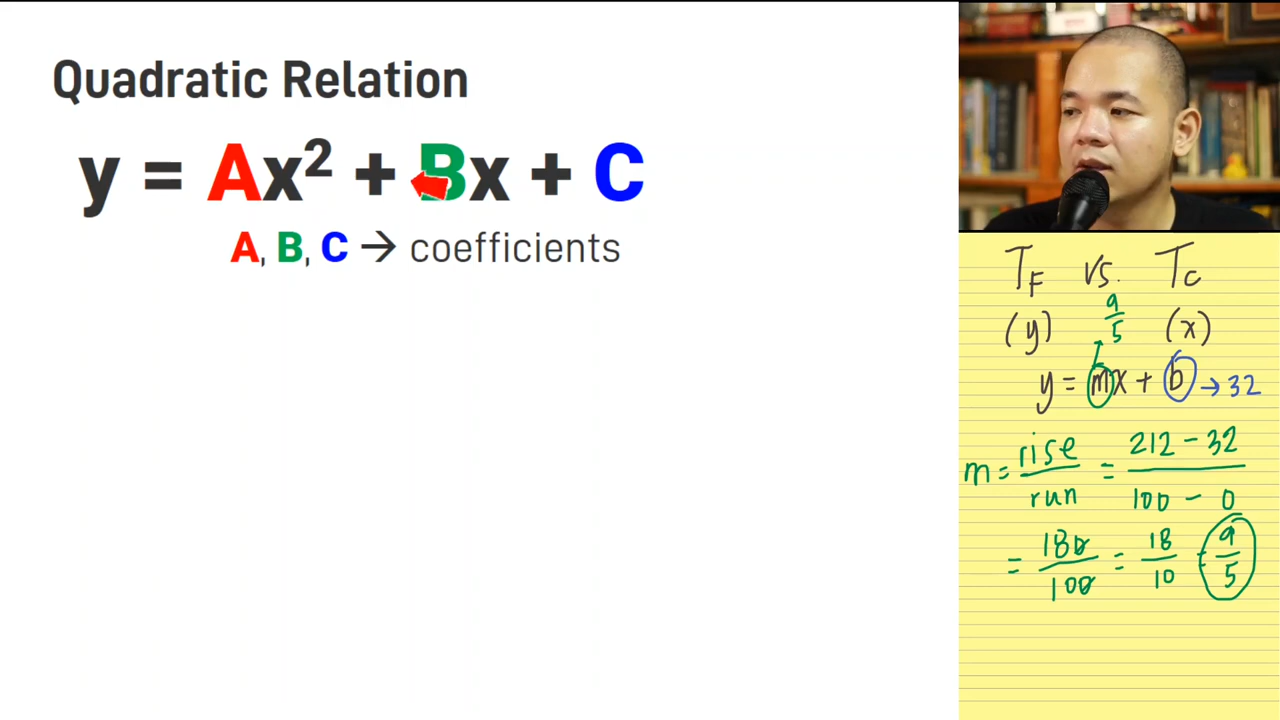 Quadratic Relation
y = Ax² + Bx + C
A, B, C → coefficients
T_F vs. T_C
(y) 9/5 (x)
y = mx + b → 32
m = rise/run = (212 - 32)/(100 - 0)
= 180/100 = 18/10 = 9/5